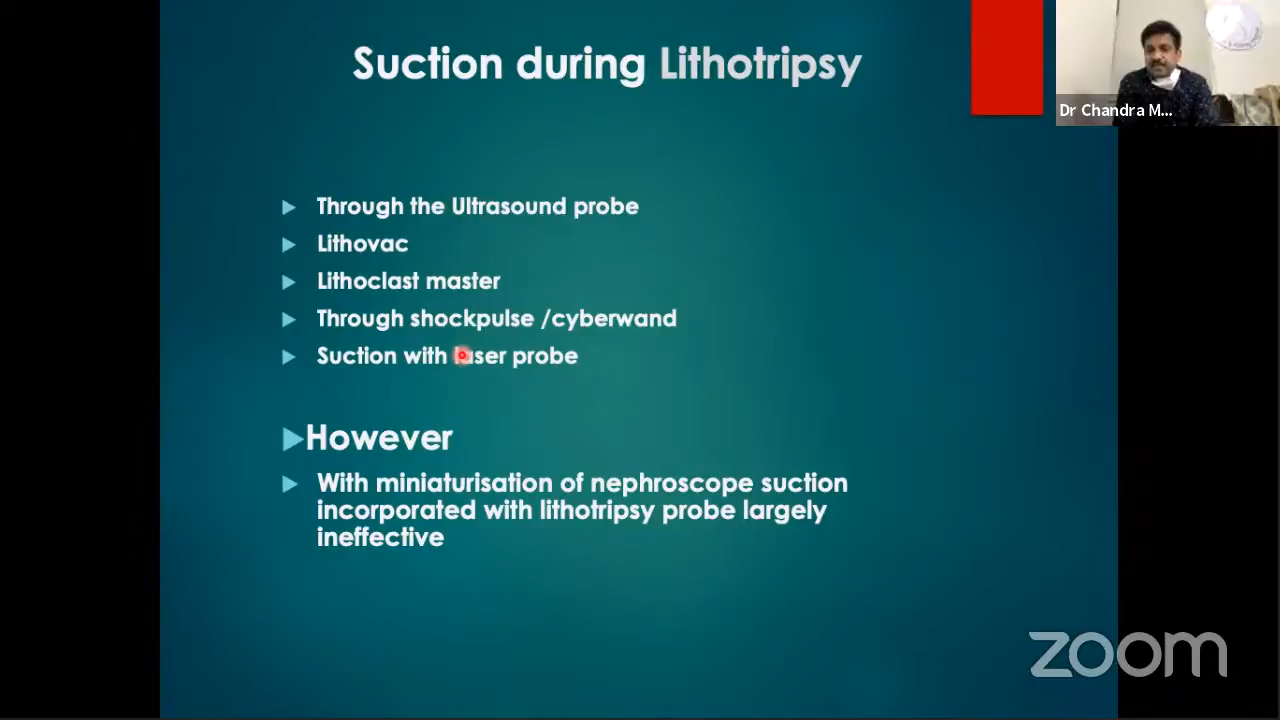 Suction during Lithotripsy
Dr Chandra M...
Through the Ultrasound probe
Lithovac
Lithoclast master
Through shockpulse /cyberwand
Suction with laser probe
However
With miniaturisation of nephroscope suction
incorporated with lithotripsy probe largely
ineffective
zoom